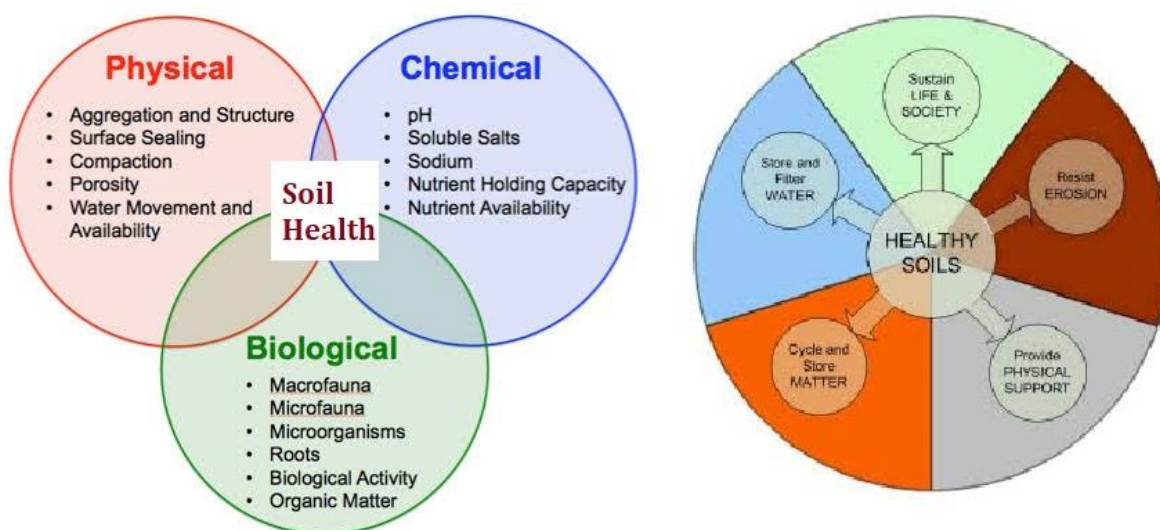 Physical
• Aggregation and Structure
• Surface Sealing
• Compaction
• Porosity
• Water Movement and
Availability
Chemical
• pH
• Soluble Salts
• Sodium
• Nutrient Holding Capacity
• Nutrient Availability
Soil
Health
Biological
• Macrofauna
• Microfauna
• Microorganisms
• Roots
• Biological Activity
• Organic Matter
Sustain
LIFE &
SOCIETY
Store and
Filter
WATER
Resist
EROSION
HEALTHY
SOILS
Cycle and
Store
MATTER
Provide
PHYSICAL
SUPPORT